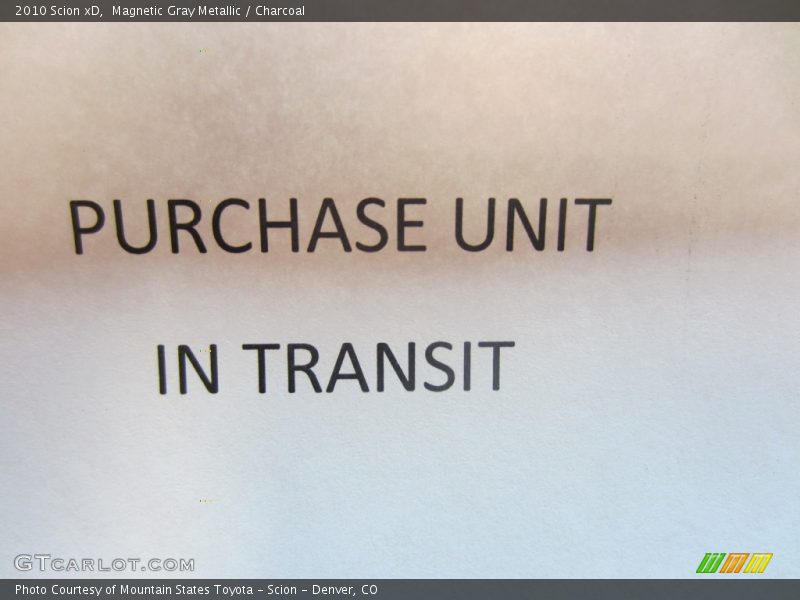 2010 Scion xD, Magnetic Gray Metallic / Charcoal
PURCHASE UNIT
IN TRANSIT
GTCARLOT.COM
Photo Courtesy of Mountain States Toyota - Scion - Denver, CO